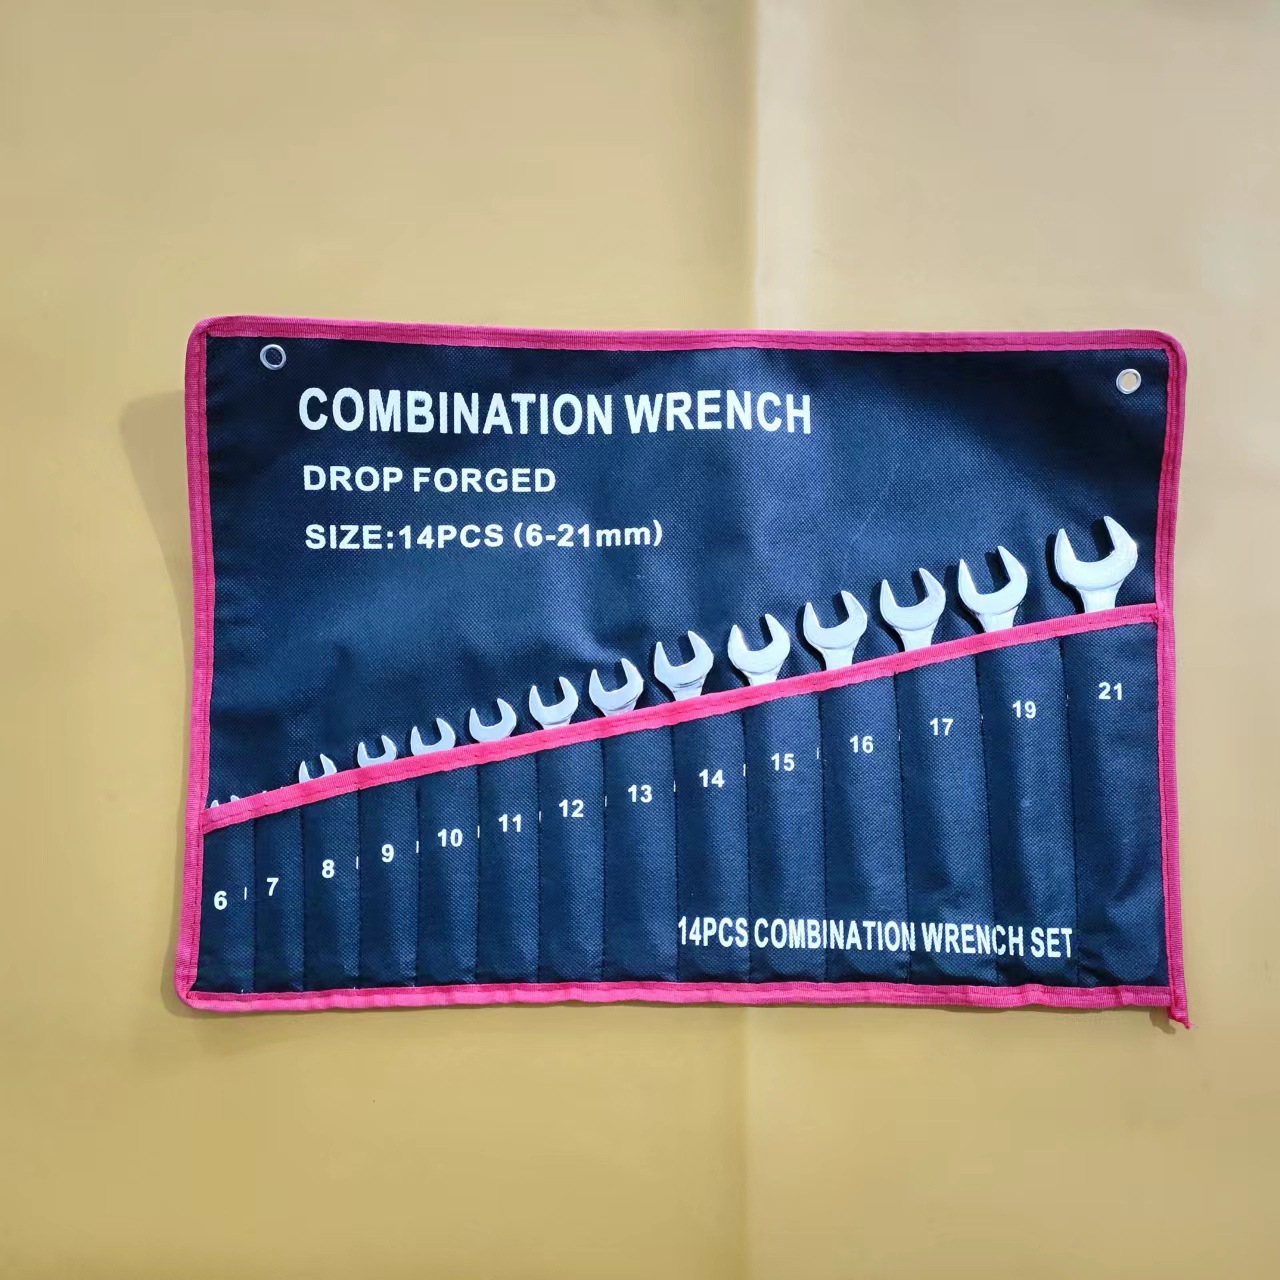 COMBINATION WRENCH
DROP FORGED
SIZE:14PCS (6-21mm)
6 7 8 9 10 11 12 13 14 15 16 17 19 21
14PCS COMBINATION WRENCH SET